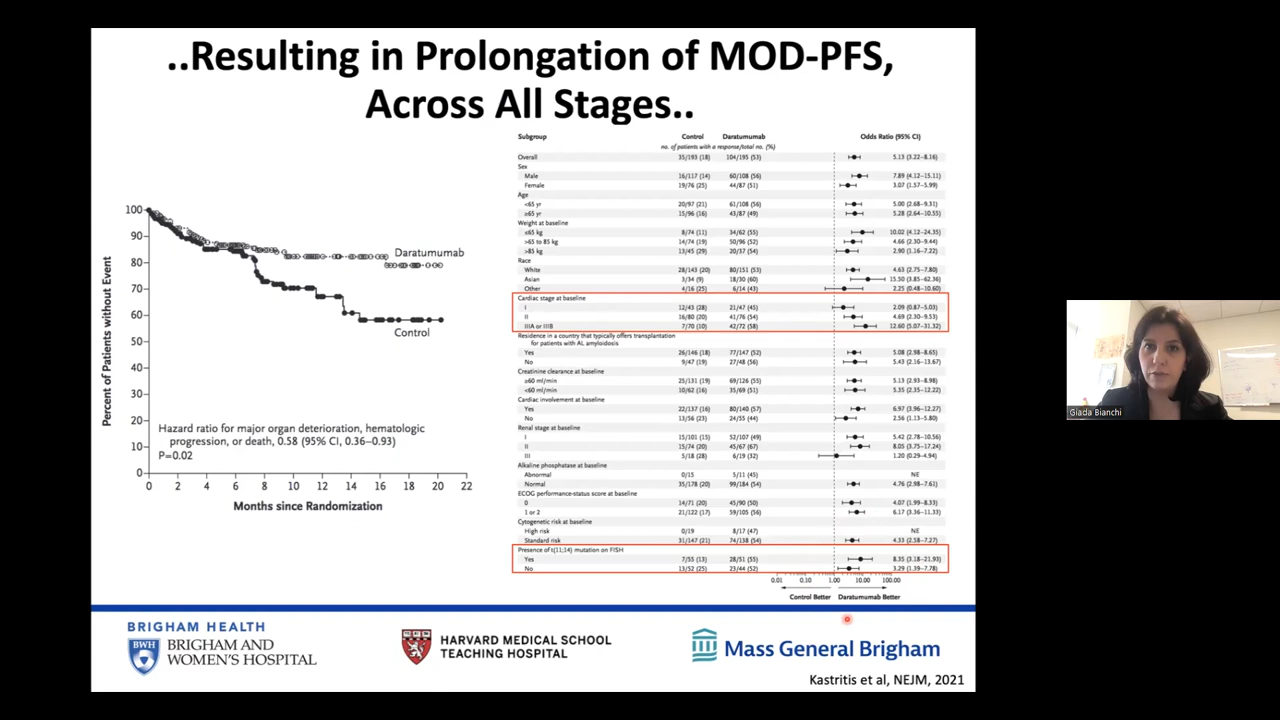 ..Resulting in Prolongation of MOD-PFS,
Across All Stages..
Percent of Patients without Event
100
90
80
70
60
50
40
30
20
10
0
Daratumumab
Control
Hazard ratio for major organ deterioration, hematologic
progression, or death, 0.58 (95% CI, 0.36–0.93)
P=0.02
0 2 4 6 8 10 12 14 16 18 20 22
Months since Randomization
Subgroup Control Daratumumab Odds Ratio (95% CI)
no. of patients with a response/total no. (%)
Overall 35/193 (18) 104/195 (53) 5.13 (3.22–8.16)
Sex
Male 16/117 (14) 60/108 (56) 7.89 (4.12–15.11)
Female 19/76 (25) 44/87 (51) 3.07 (1.57–5.99)
Age
<65 yr 20/97 (21) 61/108 (56) 5.00 (2.68–9.31)
≥65 yr 15/96 (16) 43/87 (49) 5.28 (2.64–10.55)
Weight at baseline
≤65 kg 8/74 (11) 34/62 (55) 10.02 (4.12–24.35)
>65 to 85 kg 14/74 (19) 50/96 (52) 4.66 (2.30–9.44)
>85 kg 13/45 (29) 20/37 (54) 2.90 (1.16–7.22)
Race
White 28/143 (20) 80/151 (53) 4.63 (2.75–7.80)
Asian 3/34 (9) 18/30 (60) 15.50 (3.85–62.36)
Other 4/16 (25) 6/14 (43) 2.25 (0.48–10.60)
Cardiac stage at baseline
I 12/43 (28) 21/47 (45) 2.09 (0.87–5.03)
II 16/80 (20) 41/76 (54) 4.69 (2.30–9.53)
IIIA or IIIB 7/70 (10) 42/72 (58) 12.60 (5.07–31.32)
Residence in a country that typically offers transplantation
for patients with AL amyloidosis
Yes 26/146 (18) 77/147 (52) 5.08 (2.98–8.65)
No 9/47 (19) 27/48 (56) 5.43 (2.16–13.67)
Creatinine clearance at baseline
≥60 ml/min 25/131 (19) 69/126 (55) 5.13 (2.93–8.98)
<60 ml/min 10/62 (16) 35/69 (51) 5.35 (2.35–12.22)
Cardiac involvement at baseline
Yes 22/137 (16) 80/140 (57) 6.97 (3.96–12.27)
No 13/56 (23) 24/55 (44) 2.56 (1.13–5.80)
Renal stage at baseline
I 15/101 (15) 52/107 (49) 5.42 (2.78–10.56)
II 15/74 (20) 45/67 (67) 8.05 (3.75–17.24)
III 5/18 (28) 6/19 (32) 1.20 (0.29–4.94)
Alkaline phosphatase at baseline
Abnormal 0/15 5/11 (45) NE
Normal 35/178 (20) 99/184 (54) 4.76 (2.98–7.61)
ECOG performance-status score at baseline
0 14/71 (20) 45/90 (50) 4.07 (1.99–8.33)
1 or 2 21/122 (17) 59/105 (56) 6.17 (3.36–11.33)
Cytogenetic risk at baseline
High risk 0/19 8/17 (47) NE
Standard risk 31/147 (21) 74/138 (54) 4.33 (2.58–7.27)
Presence of t(11;14) mutation on FISH
Yes 7/55 (13) 28/51 (55) 8.35 (3.18–21.93)
No 13/52 (25) 23/44 (52) 3.29 (1.39–7.78)
0.01 0.10 1.00 10.00 100.00
Control Better Daratumumab Better
BRIGHAM HEALTH
BWH
BRIGHAM AND
WOMEN'S HOSPITAL
HARVARD MEDICAL SCHOOL
TEACHING HOSPITAL
Mass General Brigham
Kastritis et al, NEJM, 2021
Giada Bianchi